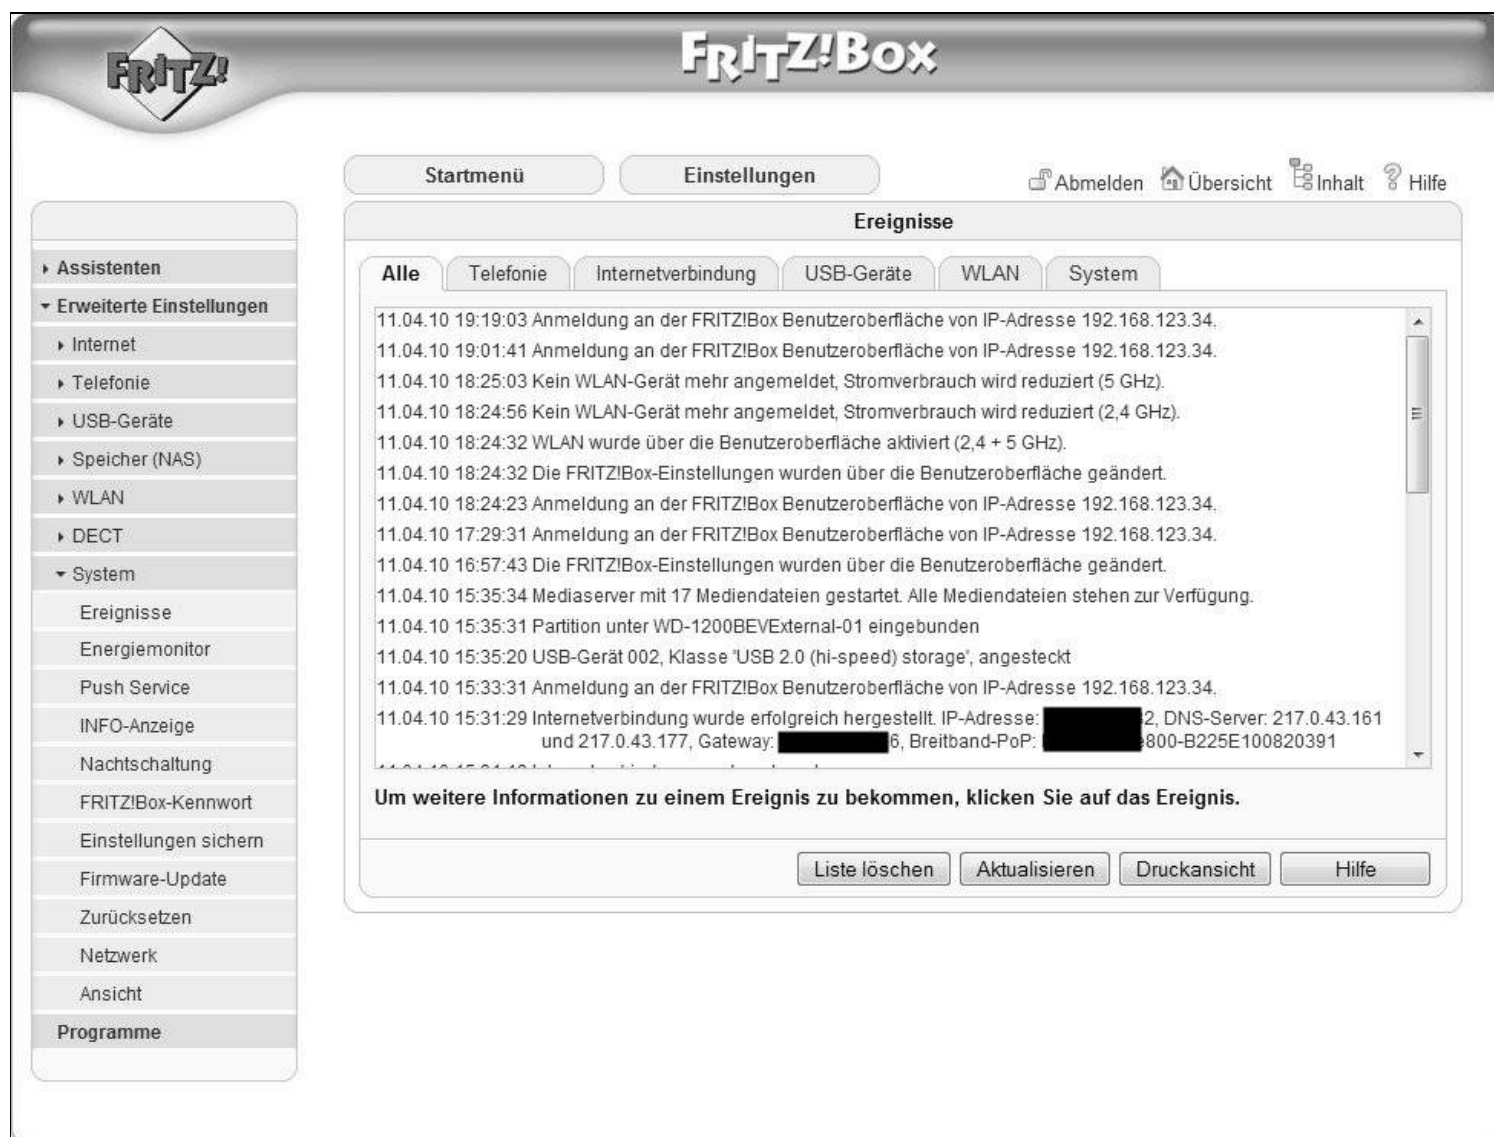 FRITZ!
FRITZ!BOX
Startmenü
Einstellungen
Abmelden
Übersicht
Inhalt
Hilfe
Ereignisse
Assistenten
Erweiterte Einstellungen
Internet
Telefonie
USB-Geräte
Speicher (NAS)
WLAN
DECT
System
Ereignisse
Energiemonitor
Push Service
INFO-Anzeige
Nachtschaltung
FRITZ!Box-Kennwort
Einstellungen sichern
Firmware-Update
Zurücksetzen
Netzwerk
Ansicht
Programme
Alle
Telefonie
Internetverbindung
USB-Geräte
WLAN
System
11.04.10 19:19:03 Anmeldung an der FRITZ!Box Benutzeroberfläche von IP-Adresse 192.168.123.34.
11.04.10 19:01:41 Anmeldung an der FRITZ!Box Benutzeroberfläche von IP-Adresse 192.168.123.34.
11.04.10 18:25:03 Kein WLAN-Gerät mehr angemeldet, Stromverbrauch wird reduziert (5 GHz).
11.04.10 18:24:56 Kein WLAN-Gerät mehr angemeldet, Stromverbrauch wird reduziert (2,4 GHz).
11.04.10 18:24:32 WLAN wurde über die Benutzeroberfläche aktiviert (2,4 + 5 GHz).
11.04.10 18:24:32 Die FRITZ!Box-Einstellungen wurden über die Benutzeroberfläche geändert.
11.04.10 18:24:23 Anmeldung an der FRITZ!Box Benutzeroberfläche von IP-Adresse 192.168.123.34.
11.04.10 17:29:31 Anmeldung an der FRITZ!Box Benutzeroberfläche von IP-Adresse 192.168.123.34.
11.04.10 16:57:43 Die FRITZ!Box-Einstellungen wurden über die Benutzeroberfläche geändert.
11.04.10 15:35:34 Mediaserver mit 17 Mediendateien gestartet. Alle Mediendateien stehen zur Verfügung.
11.04.10 15:35:31 Partition unter WD-1200BEVExternal-01 eingebunden
11.04.10 15:35:20 USB-Gerät 002, Klasse 'USB 2.0 (hi-speed) storage', angesteckt
11.04.10 15:33:31 Anmeldung an der FRITZ!Box Benutzeroberfläche von IP-Adresse 192.168.123.34.
11.04.10 15:31:29 Internetverbindung wurde erfolgreich hergestellt. IP-Adresse: 2, DNS-Server: 217.0.43.161
und 217.0.43.177, Gateway: 6, Breitband-PoP: 800-B225E100820391
Um weitere Informationen zu einem Ereignis zu bekommen, klicken Sie auf das Ereignis.
Liste löschen
Aktualisieren
Druckansicht
Hilfe